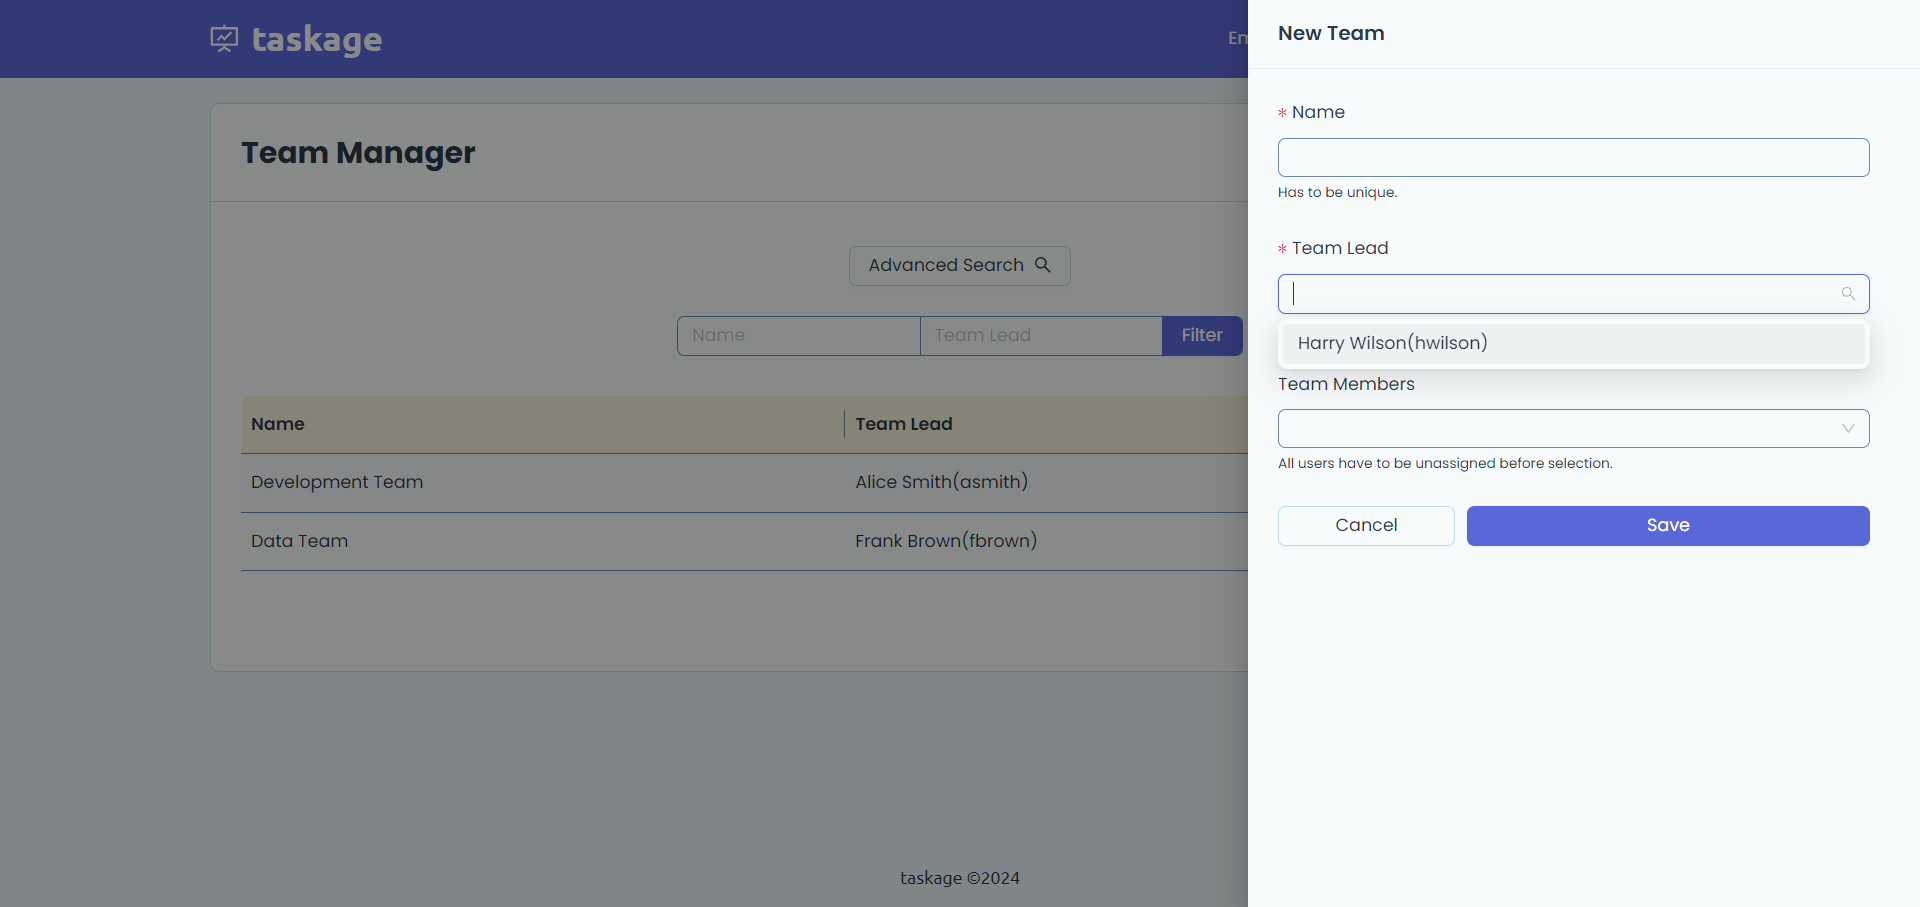 taskage
Em
Team Manager
Advanced Search
Name Team Lead Filter
Name Team Lead
Development Team Alice Smith(asmith)
Data Team Frank Brown(fbrown)
taskage ©2024
New Team
* Name
Has to be unique.
* Team Lead
Harry Wilson(hwilson)
Team Members
All users have to be unassigned before selection.
Cancel Save